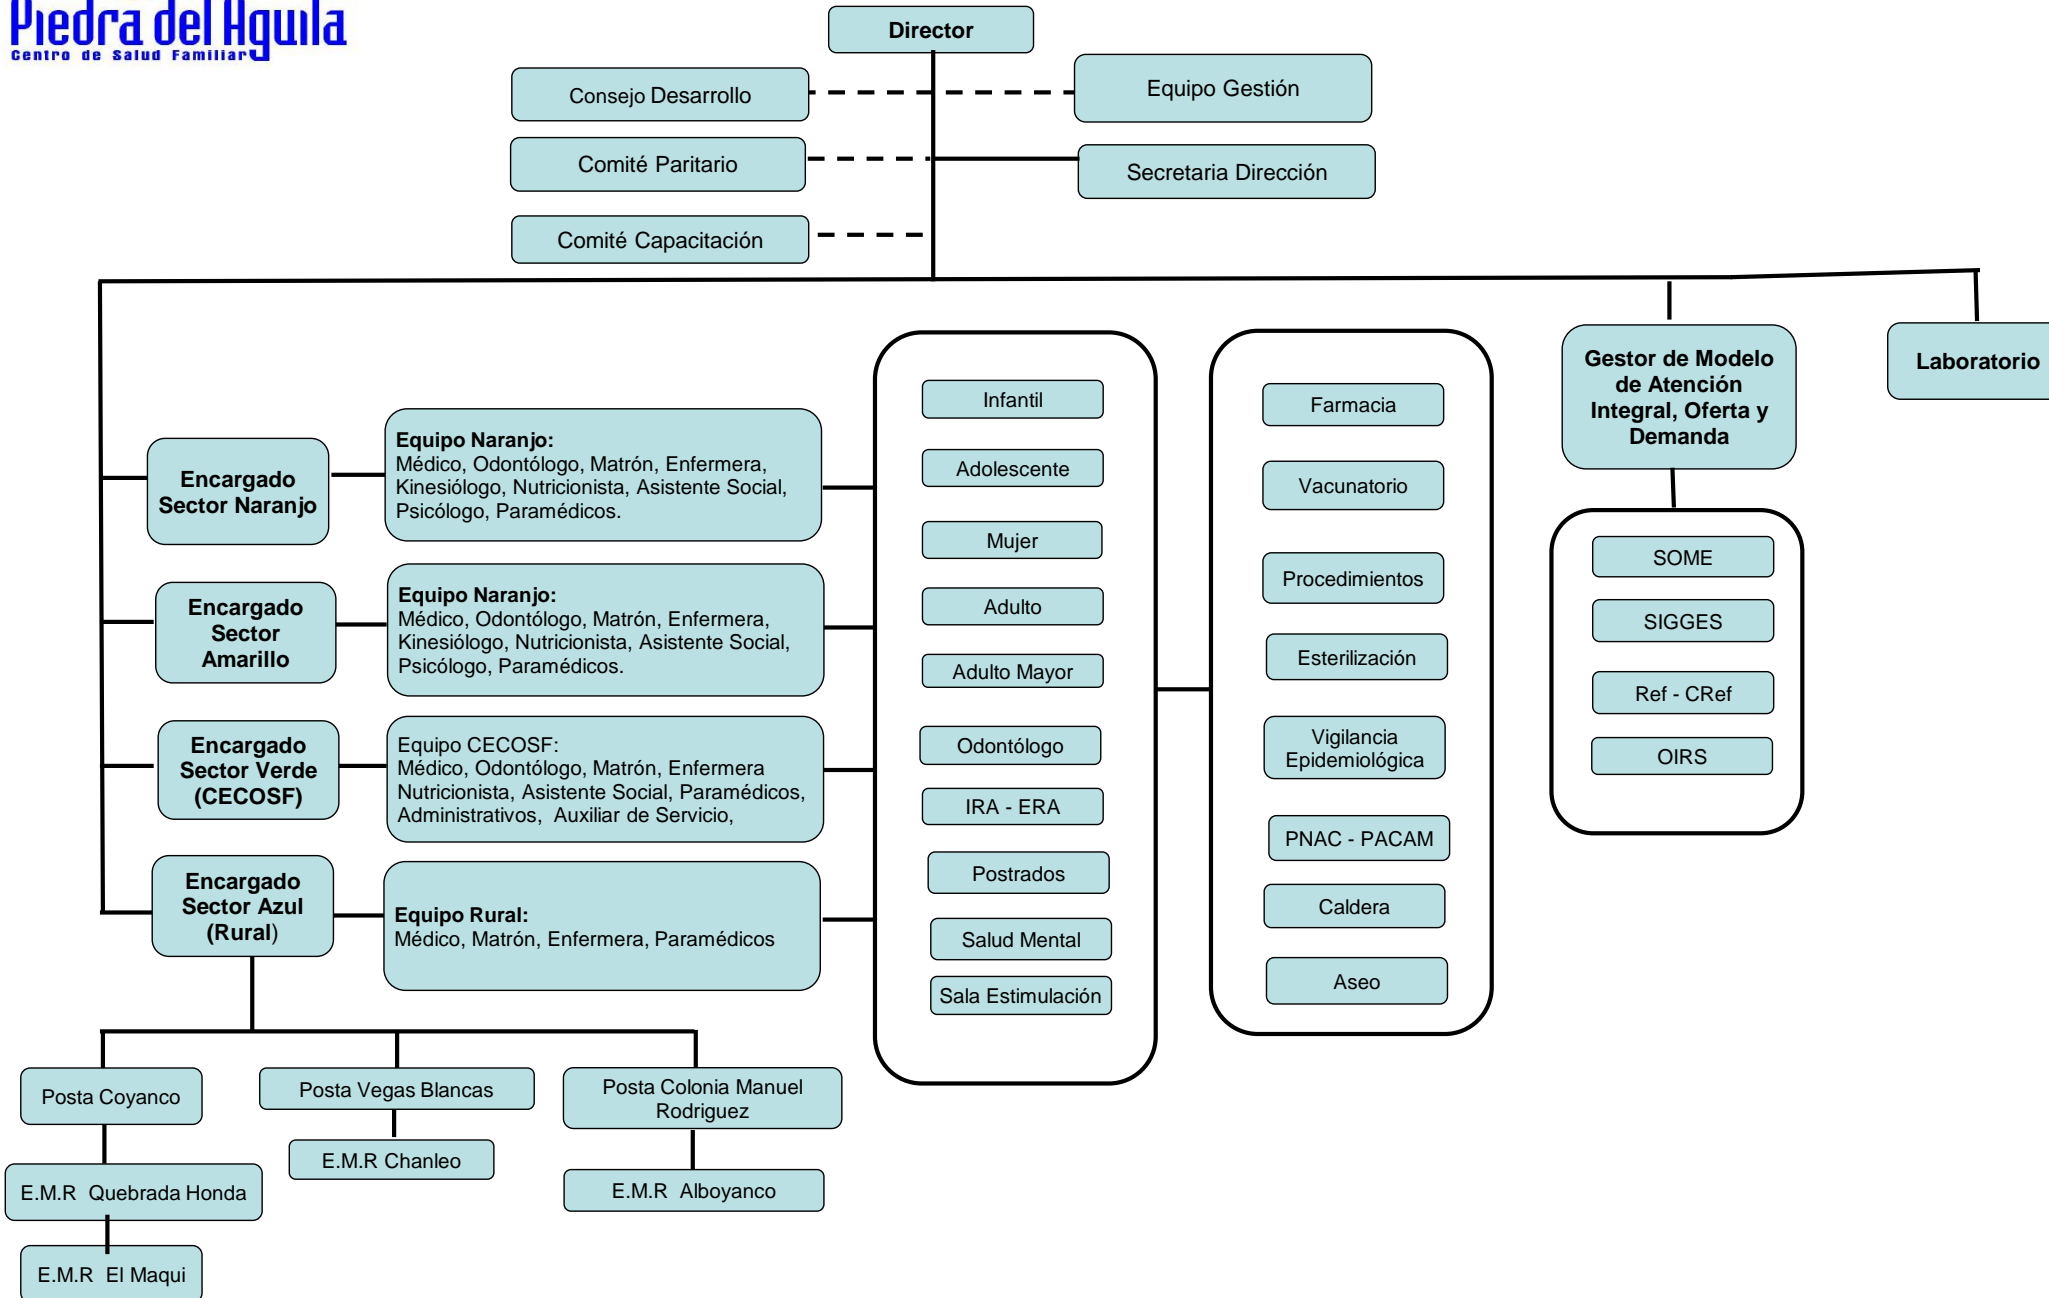 Piedra del Aguila
Centro de Salud Familiar
Director
Consejo Desarrollo
Equipo Gestión
Comité Paritario
Secretaria Dirección
Comité Capacitación
Gestor de Modelo
de Atención
Integral, Oferta y
Demanda
Laboratorio
Encargado
Sector Naranjo
Equipo Naranjo:
Médico, Odontólogo, Matrón, Enfermera,
Kinesiólogo, Nutricionista, Asistente Social,
Psicólogo, Paramédicos.
Encargado
Sector
Amarillo
Equipo Naranjo:
Médico, Odontólogo, Matrón, Enfermera,
Kinesiólogo, Nutricionista, Asistente Social,
Psicólogo, Paramédicos.
Encargado
Sector Verde
(CECOSF)
Equipo CECOSF:
Médico, Odontólogo, Matrón, Enfermera
Nutricionista, Asistente Social, Paramédicos,
Administrativos, Auxiliar de Servicio,
Encargado
Sector Azul
(Rural)
Equipo Rural:
Médico, Matrón, Enfermera, Paramédicos
Infantil
Adolescente
Mujer
Adulto
Adulto Mayor
Odontólogo
IRA - ERA
Postrados
Salud Mental
Sala Estimulación
Farmacia
Vacunatorio
Procedimientos
Esterilización
Vigilancia
Epidemiológica
PNAC - PACAM
Caldera
Aseo
SOME
SIGGES
Ref - CRef
OIRS
Posta Coyanco
Posta Vegas Blancas
Posta Colonia Manuel
Rodriguez
E.M.R Quebrada Honda
E.M.R Chanleo
E.M.R Alboyanco
E.M.R El Maqui